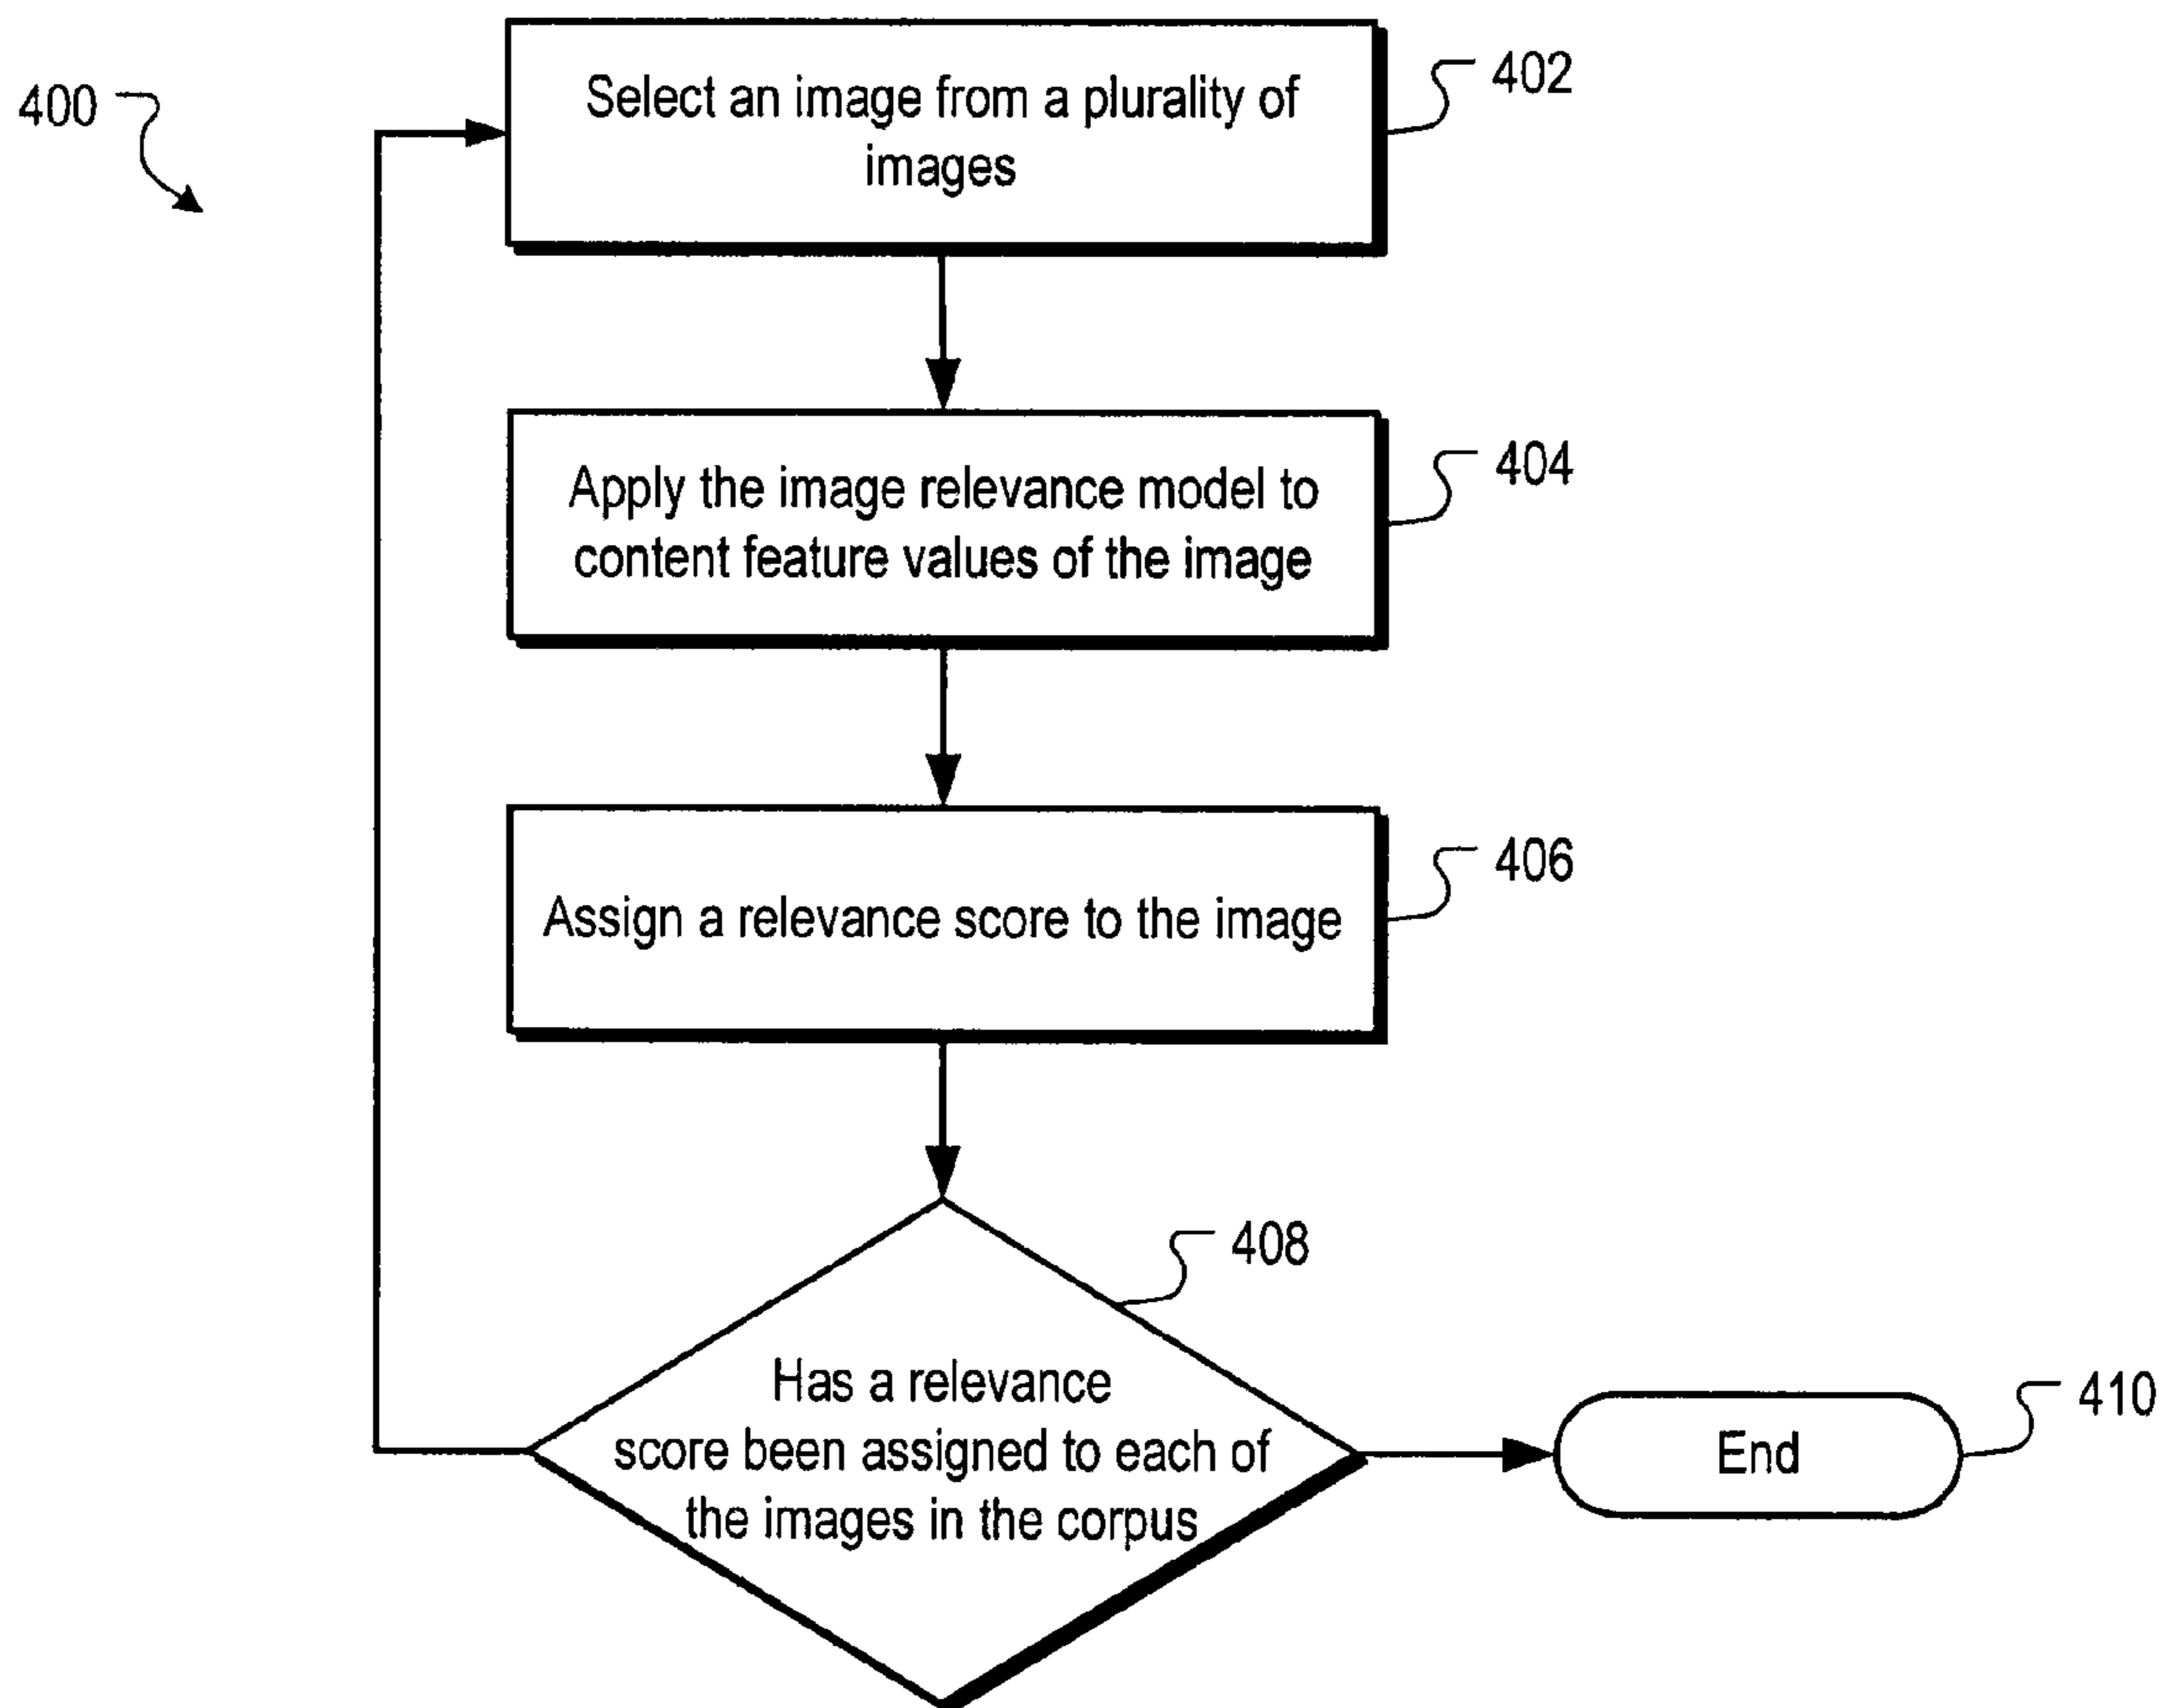 400
Select an image from a plurality of
images
402
Apply the image relevance model to
content feature values of the image
404
Assign a relevance score to the image
406
408
Has a relevance
score been assigned to each of
the images in the corpus
End
410